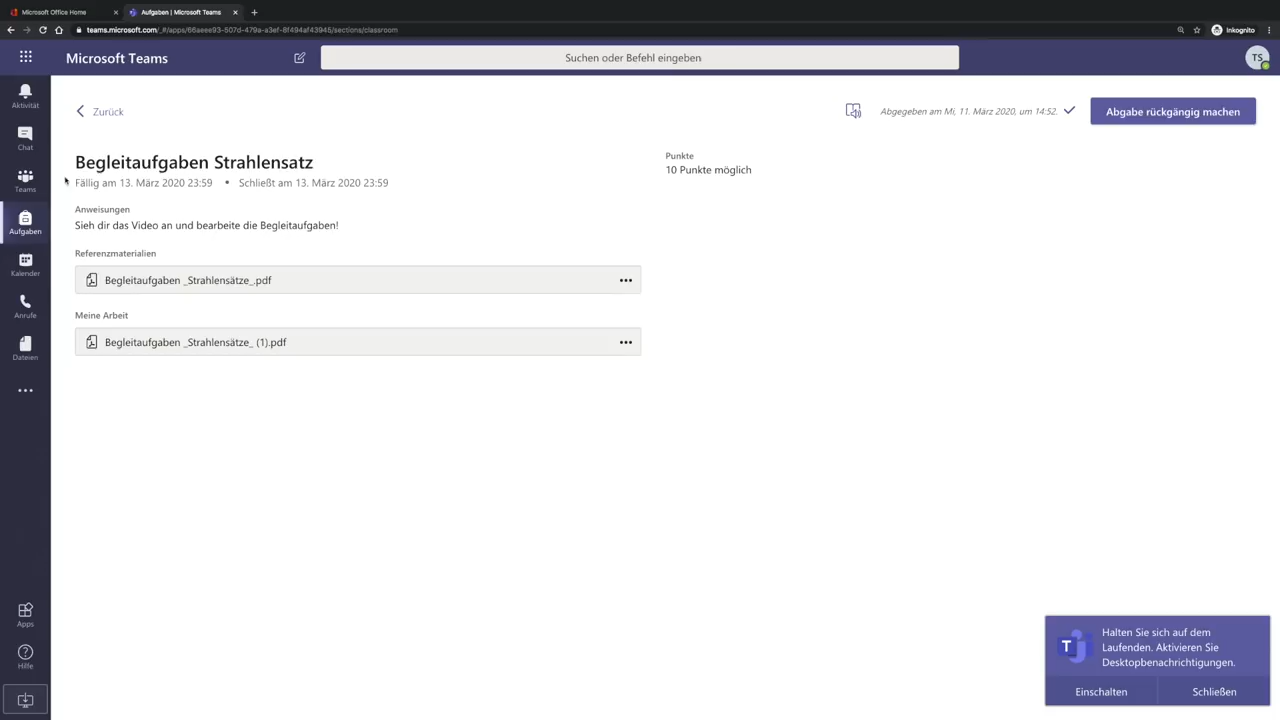 Microsoft Office Home
Aufgaben | Microsoft Teams
teams.microsoft.com/_#/apps/66aeee93-507d-479a-a3ef-8f494af43945/sections/classroom
Inkognito
Microsoft Teams
Suchen oder Befehl eingeben
TS
Aktivität
Chat
Teams
Aufgaben
Kalender
Anrufe
Dateien
Apps
Hilfe
Zurück
Abgegeben am Mi, 11. März 2020, um 14:52.
Abgabe rückgängig machen
Begleitaufgaben Strahlensatz
Fällig am 13. März 2020 23:59 • Schließt am 13. März 2020 23:59
Punkte
10 Punkte möglich
Anweisungen
Sieh dir das Video an und bearbeite die Begleitaufgaben!
Referenzmaterialien
Begleitaufgaben _Strahlensätze_.pdf
Meine Arbeit
Begleitaufgaben _Strahlensätze_ (1).pdf
T
Halten Sie sich auf dem
Laufenden. Aktivieren Sie
Desktopbenachrichtigungen.
Einschalten
Schließen